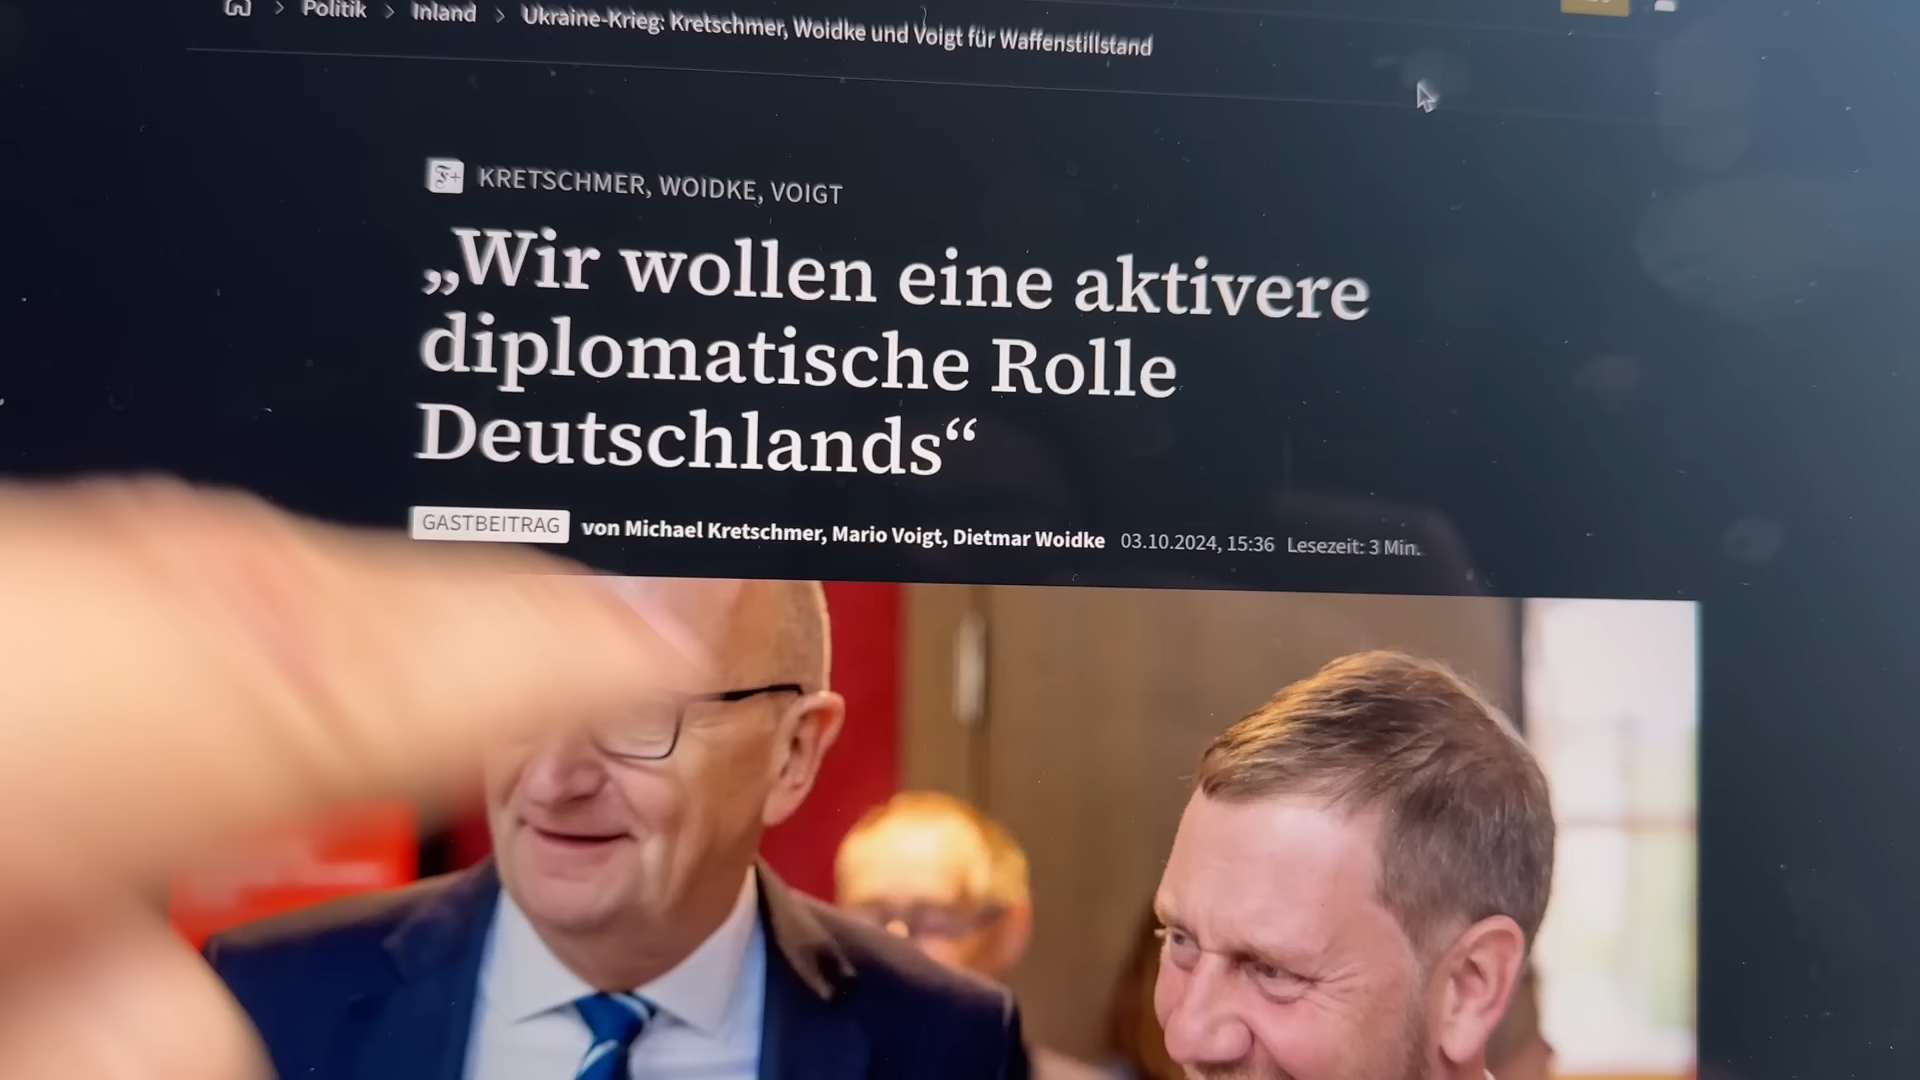 Politik > Inland > Ukraine-Krieg: Kretschmer, Woidke und Voigt für Waffenstillstand
F+ KRETSCHMER, WOIDKE, VOIGT
„Wir wollen eine aktivere
diplomatische Rolle
Deutschlands“
GASTBEITRAG von Michael Kretschmer, Mario Voigt, Dietmar Woidke 03.10.2024, 15:36 Lesezeit: 3 Min.